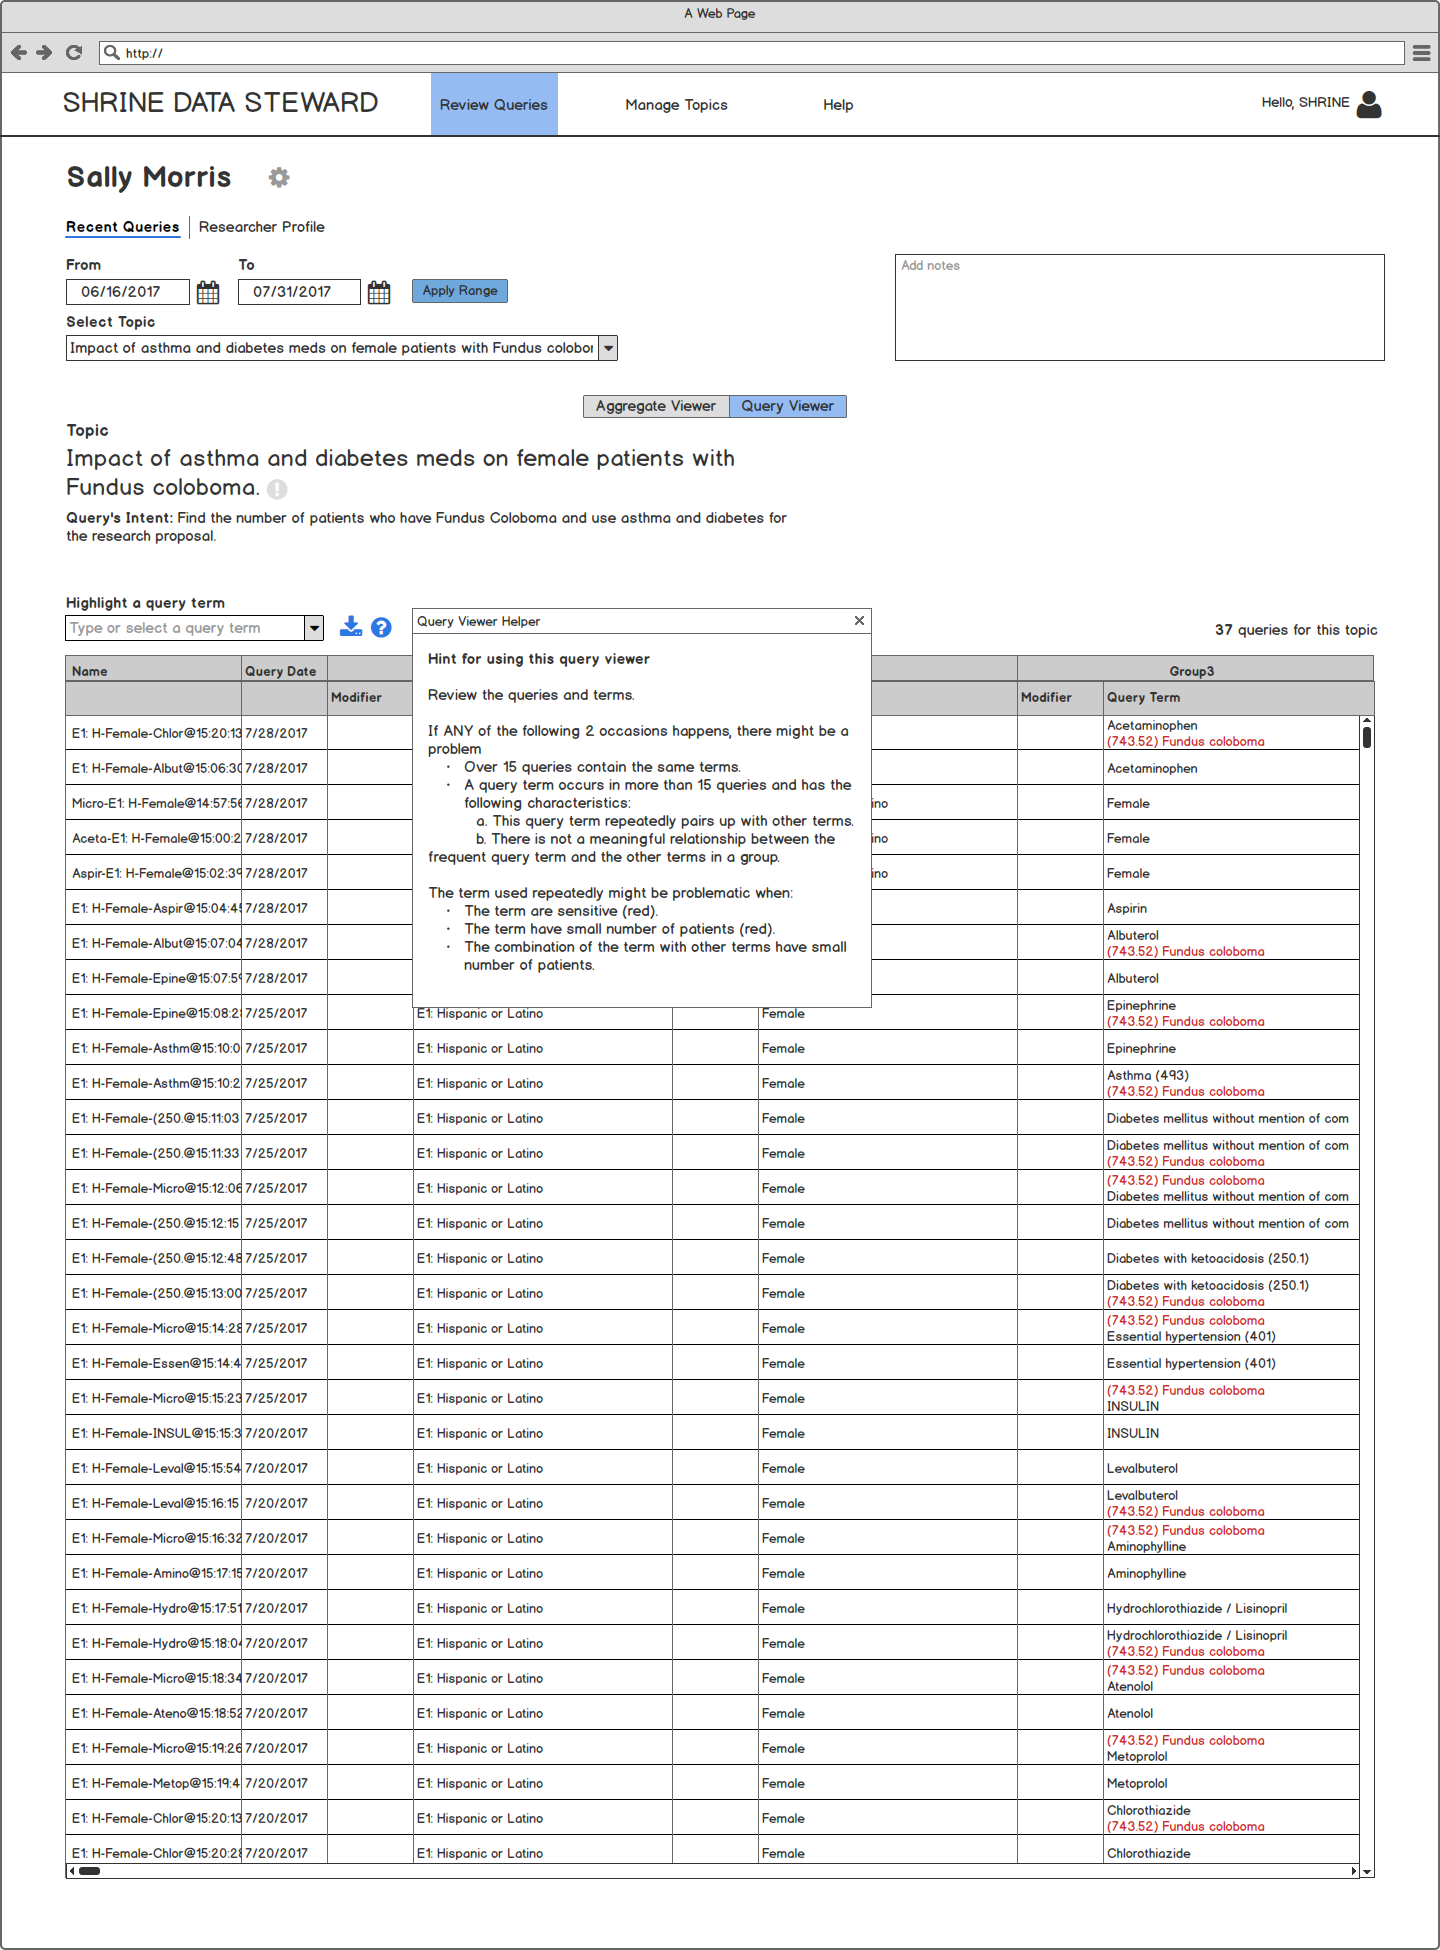 A Web Page
http://
SHRINE DATA STEWARD
Review Queries
Manage Topics
Help
Hello, SHRINE
Sally Morris
Recent Queries
Researcher Profile
From
To
06/16/2017
07/31/2017
Apply Range
Add notes
Select Topic
Impact of asthma and diabetes meds on female patients with Fundus colobor
Aggregate Viewer
Query Viewer
Topic
Impact of asthma and diabetes meds on female patients with
Fundus coloboma.
Query's Intent: Find the number of patients who have Fundus Coloboma and use asthma and diabetes for
the research proposal.
Highlight a query term
Type or select a query term
37 queries for this topic
Query Viewer Helper
Hint for using this query viewer
Review the queries and terms.
If ANY of the following 2 occasions happens, there might be a
problem
· Over 15 queries contain the same terms.
· A query term occurs in more than 15 queries and has the
following characteristics:
a. This query term repeatedly pairs up with other terms.
b. There is not a meaningful relationship between the
frequent query term and the other terms in a group.
The term used repeatedly might be problematic when:
· The term are sensitive (red).
· The term have small number of patients (red).
· The combination of the term with other terms have small
number of patients.
Name Query Date Group3
Modifier Modifier Query Term
E1: H-Female-Chlor@15:20:13 7/28/2017 Acetaminophen
(743.52) Fundus coloboma
E1: H-Female-Albut@15:06:30 7/28/2017 Acetaminophen
Micro-E1: H-Female@14:57:56 7/28/2017 ino Female
Aceta-E1: H-Female@15:00:2 7/28/2017 ino Female
Aspir-E1: H-Female@15:02:39 7/28/2017 ino Female
E1: H-Female-Aspir@15:04:45 7/28/2017 Aspirin
E1: H-Female-Albut@15:07:04 7/28/2017 Albuterol
(743.52) Fundus coloboma
E1: H-Female-Epine@15:07:59 7/28/2017 Albuterol
E1: H-Female-Epine@15:08:2 7/25/2017 E1: Hispanic or Latino Female Epinephrine
(743.52) Fundus coloboma
E1: H-Female-Asthm@15:10:0 7/25/2017 E1: Hispanic or Latino Female Epinephrine
E1: H-Female-Asthm@15:10:2 7/25/2017 E1: Hispanic or Latino Female Asthma (493)
(743.52) Fundus coloboma
E1: H-Female-(250.@15:11:03 7/25/2017 E1: Hispanic or Latino Female Diabetes mellitus without mention of com
E1: H-Female-(250.@15:11:33 7/25/2017 E1: Hispanic or Latino Female Diabetes mellitus without mention of com
(743.52) Fundus coloboma
E1: H-Female-Micro@15:12:06 7/25/2017 E1: Hispanic or Latino Female (743.52) Fundus coloboma
Diabetes mellitus without mention of com
E1: H-Female-(250.@15:12:15 7/25/2017 E1: Hispanic or Latino Female Diabetes mellitus without mention of com
E1: H-Female-(250.@15:12:48 7/25/2017 E1: Hispanic or Latino Female Diabetes with ketoacidosis (250.1)
E1: H-Female-(250.@15:13:00 7/25/2017 E1: Hispanic or Latino Female Diabetes with ketoacidosis (250.1)
(743.52) Fundus coloboma
E1: H-Female-Micro@15:14:28 7/25/2017 E1: Hispanic or Latino Female (743.52) Fundus coloboma
Essential hypertension (401)
E1: H-Female-Essen@15:14:4 7/25/2017 E1: Hispanic or Latino Female Essential hypertension (401)
E1: H-Female-Micro@15:15:23 7/25/2017 E1: Hispanic or Latino Female (743.52) Fundus coloboma
INSULIN
E1: H-Female-INSUL@15:15:3 7/20/2017 E1: Hispanic or Latino Female INSULIN
E1: H-Female-Leval@15:15:54 7/20/2017 E1: Hispanic or Latino Female Levalbuterol
E1: H-Female-Leval@15:16:15 7/20/2017 E1: Hispanic or Latino Female Levalbuterol
(743.52) Fundus coloboma
E1: H-Female-Micro@15:16:32 7/20/2017 E1: Hispanic or Latino Female (743.52) Fundus coloboma
Aminophylline
E1: H-Female-Amino@15:17:15 7/20/2017 E1: Hispanic or Latino Female Aminophylline
E1: H-Female-Hydro@15:17:51 7/20/2017 E1: Hispanic or Latino Female Hydrochlorothiazide / Lisinopril
E1: H-Female-Hydro@15:18:04 7/20/2017 E1: Hispanic or Latino Female Hydrochlorothiazide / Lisinopril
(743.52) Fundus coloboma
E1: H-Female-Micro@15:18:34 7/20/2017 E1: Hispanic or Latino Female (743.52) Fundus coloboma
Atenolol
E1: H-Female-Ateno@15:18:52 7/20/2017 E1: Hispanic or Latino Female Atenolol
E1: H-Female-Micro@15:19:26 7/20/2017 E1: Hispanic or Latino Female (743.52) Fundus coloboma
Metoprolol
E1: H-Female-Metop@15:19:4 7/20/2017 E1: Hispanic or Latino Female Metoprolol
E1: H-Female-Chlor@15:20:13 7/20/2017 E1: Hispanic or Latino Female Chlorothiazide
(743.52) Fundus coloboma
E1: H-Female-Chlor@15:20:28 7/20/2017 E1: Hispanic or Latino Female Chlorothiazide